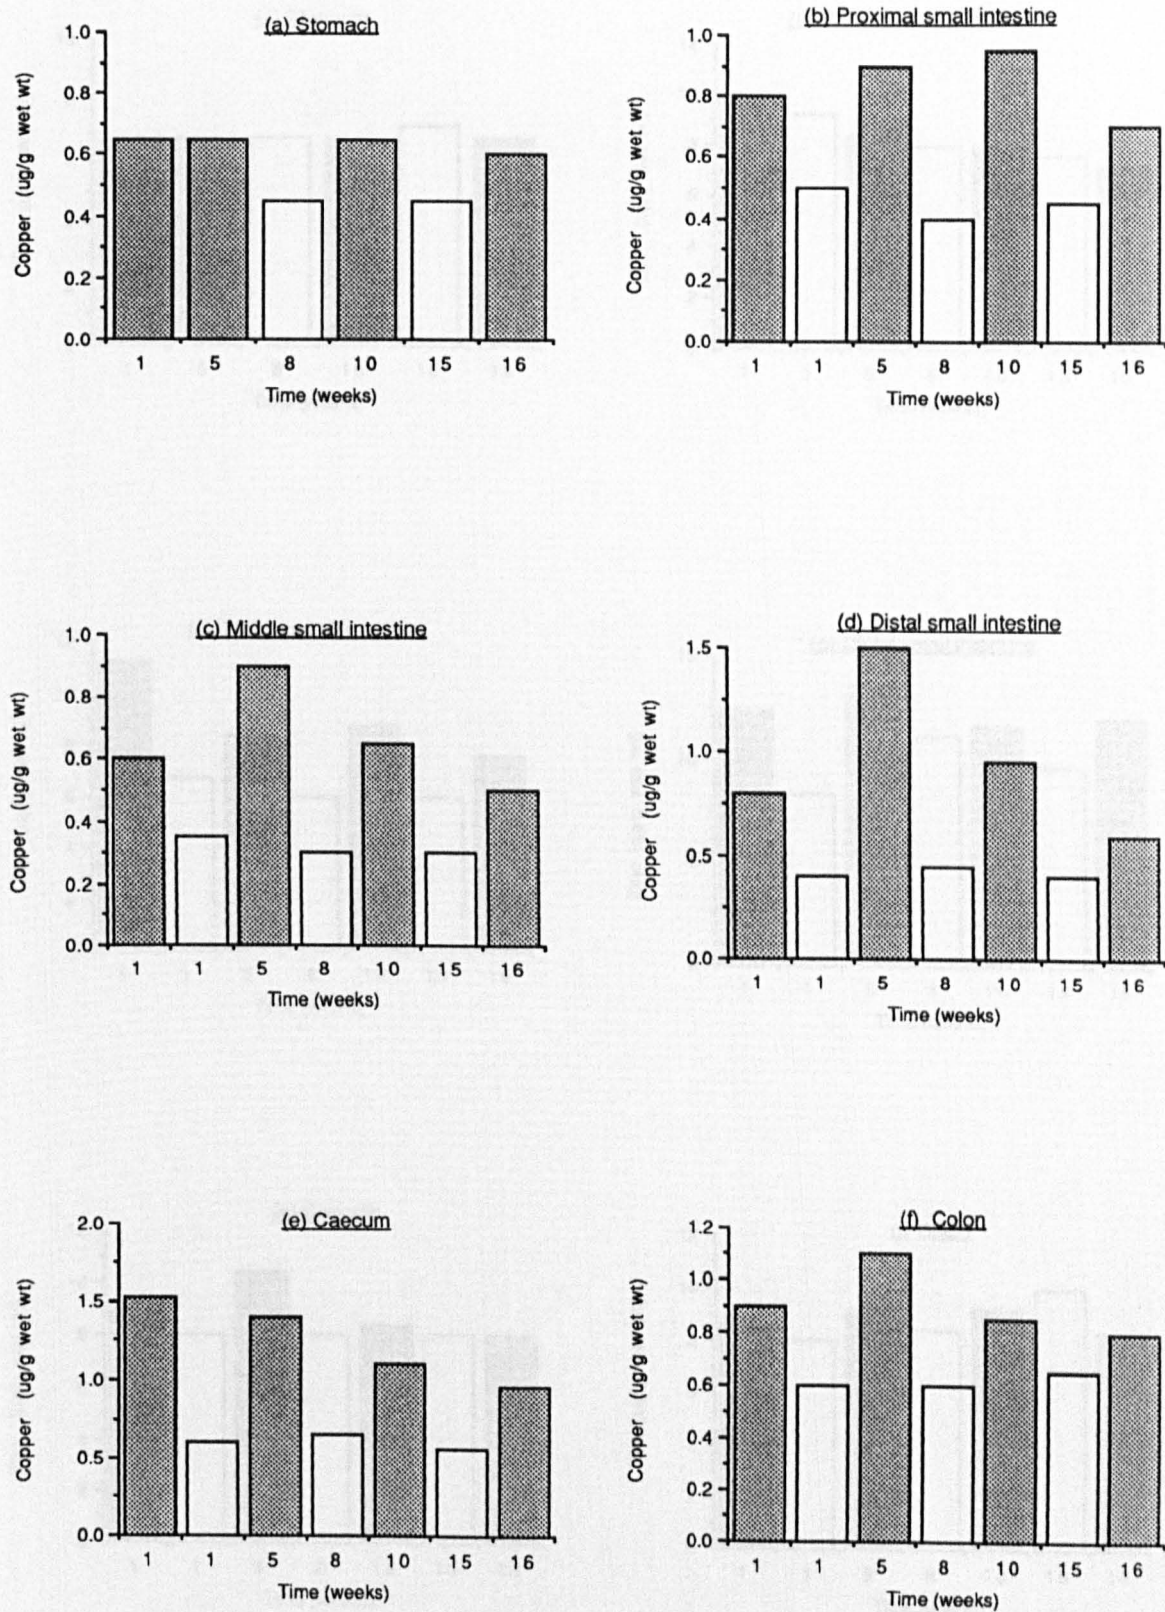 (a) Stomach
Copper (ug/g wet wt)
1.0
0.8
0.6
0.4
0.2
0.0
1 5 8 10 15 16
Time (weeks)
(b) Proximal small intestine
Copper (ug/g wet wt)
1.0
0.8
0.6
0.4
0.2
0.0
1 1 5 8 10 15 16
Time (weeks)
(c) Middle small intestine
Copper (ug/g wet wt)
1.0
0.8
0.6
0.4
0.2
0.0
1 1 5 8 10 15 16
Time (weeks)
(d) Distal small intestine
Copper (ug/g wet wt)
1.5
1.0
0.5
0.0
1 1 5 8 10 15 16
Time (weeks)
(e) Caecum
Copper (ug/g wet wt)
2.0
1.5
1.0
0.5
0.0
1 1 5 8 10 15 16
Time (weeks)
(f) Colon
Copper (ug/g wet wt)
1.2
1.0
0.8
0.6
0.4
0.2
0.0
1 1 5 8 10 15 16
Time (weeks)